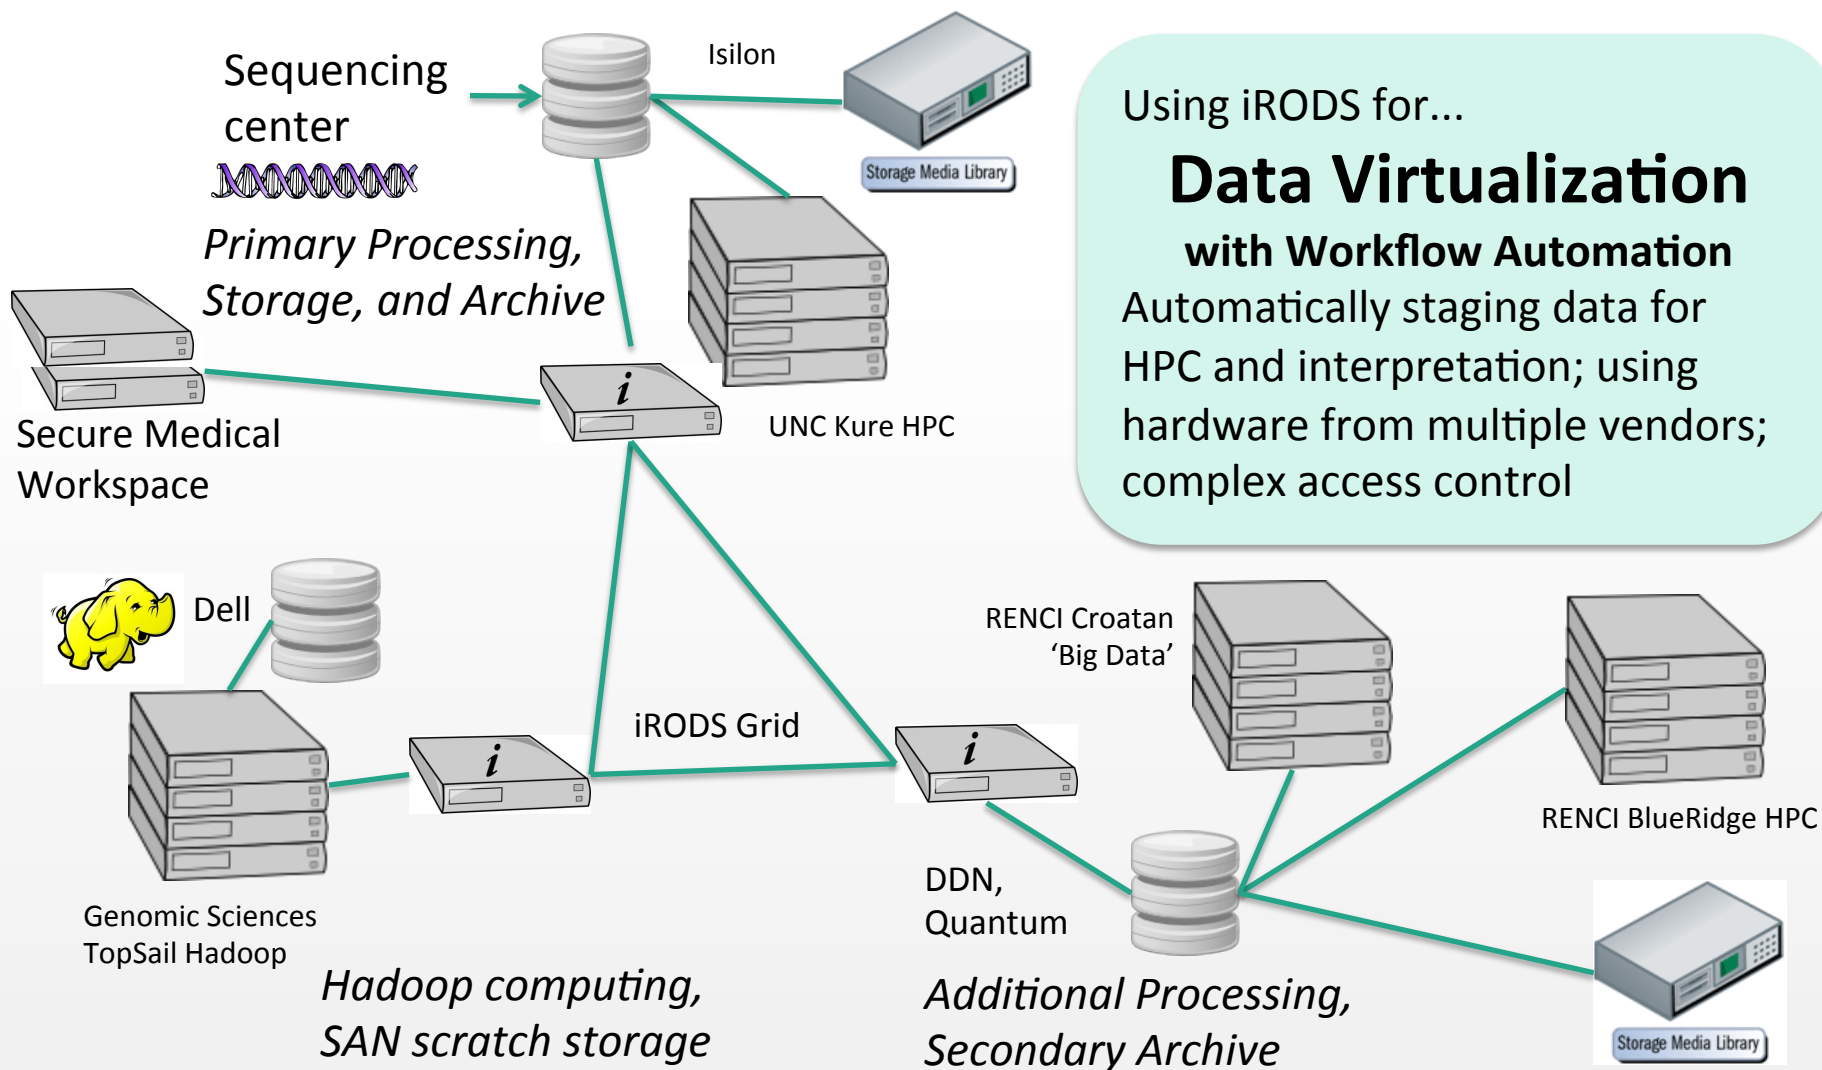 Sequencing
center
Isilon
Storage Media Library
Primary Processing,
Storage, and Archive
Using iRODS for...
Data Virtualization
with Workflow Automation
Automatically staging data for
HPC and interpretation; using
hardware from multiple vendors;
complex access control
i
UNC Kure HPC
Secure Medical
Workspace
Dell
RENCI Croatan
‘Big Data’
iRODS Grid
i
i
RENCI BlueRidge HPC
Genomic Sciences
TopSail Hadoop
DDN,
Quantum
Hadoop computing,
SAN scratch storage
Additional Processing,
Secondary Archive
Storage Media Library